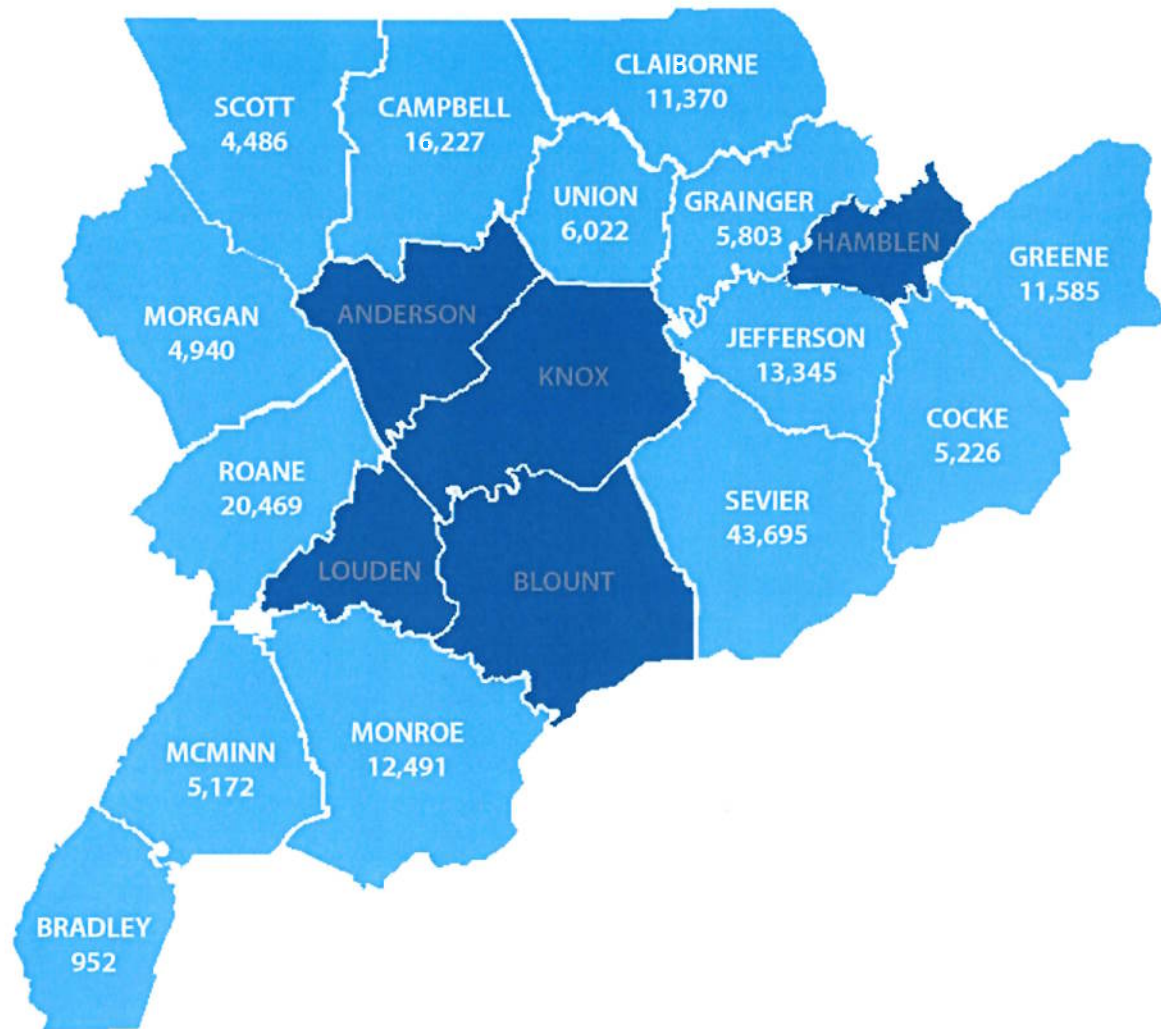 CLAIBORNE
11,370
SCOTT
4,486
CAMPBELL
16,227
UNION
6,022
GRAINGER
5,803
HAMBLEN
GREENE
11,585
MORGAN
4,940
ANDERSON
KNOX
JEFFERSON
13,345
COCKE
5,226
ROANE
20,469
SEVIER
43,695
LOUDEN
BLOUNT
MCMINN
5,172
MONROE
12,491
BRADLEY
952